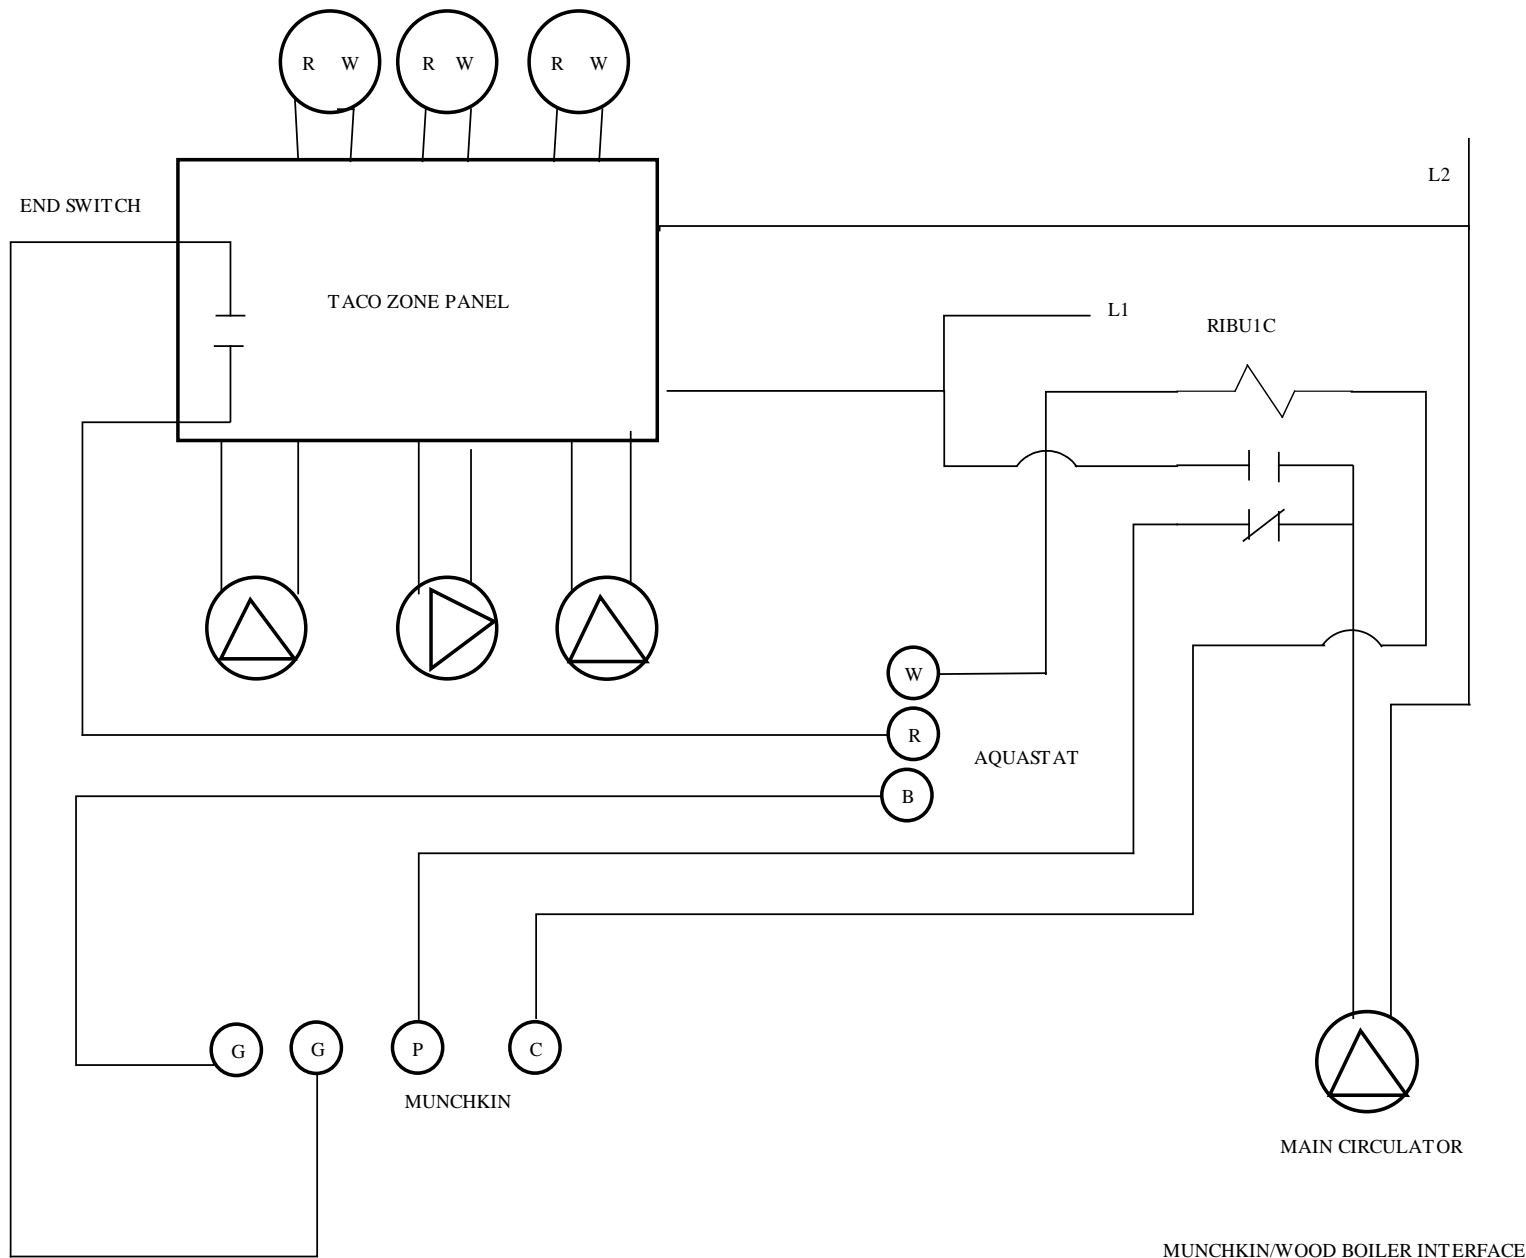 R W R W R W
L2
END SWITCH
TACO ZONE PANEL
L1
RIBU1C
W
R
AQUASTAT
B
G G P C
MUNCHKIN
MAIN CIRCULATOR
MUNCHKIN/WOOD BOILER INTERFACE